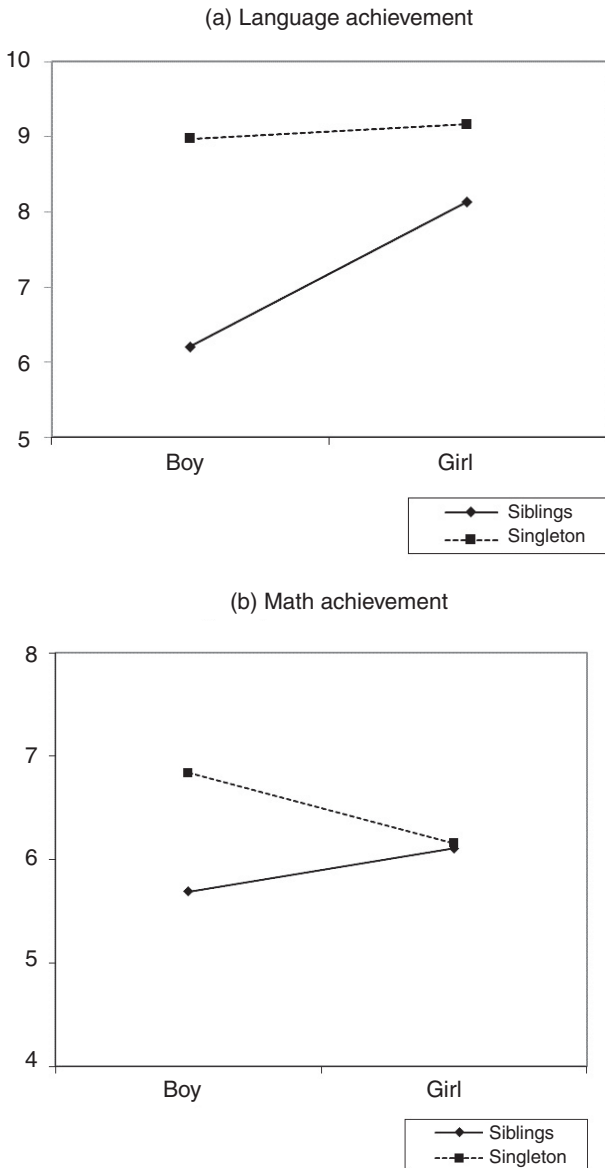 (a) Language achievement
10
9
8
7
6
5
Boy Girl
Siblings
Singleton
(b) Math achievement
8
7
6
5
4
Boy Girl
Siblings
Singleton